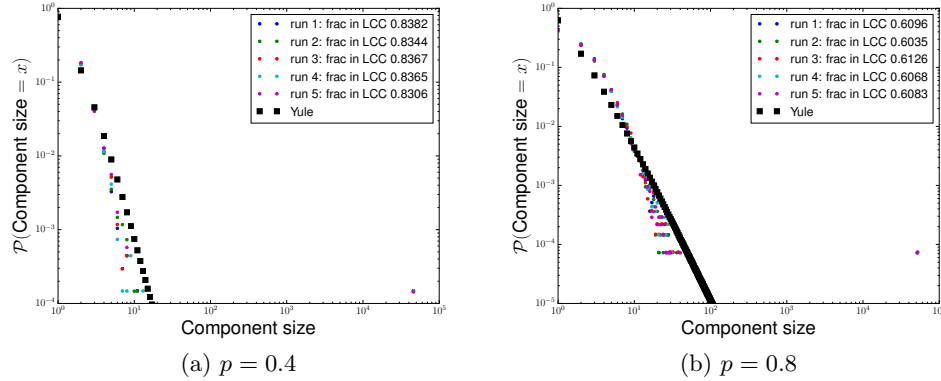 10^0
10^-1
10^-2
10^-3
10^-4
10^0 10^1 10^2 10^3 10^4 10^5
P(Component size = x)
Component size
run 1: frac in LCC 0.8382
run 2: frac in LCC 0.8344
run 3: frac in LCC 0.8367
run 4: frac in LCC 0.8365
run 5: frac in LCC 0.8306
Yule
(a) p = 0.4
10^0
10^-1
10^-2
10^-3
10^-4
10^-5
10^0 10^1 10^2 10^3 10^4 10^5
P(Component size = x)
Component size
run 1: frac in LCC 0.6096
run 2: frac in LCC 0.6035
run 3: frac in LCC 0.6126
run 4: frac in LCC 0.6068
run 5: frac in LCC 0.6083
Yule
(b) p = 0.8